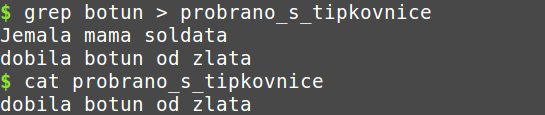 $ grep botun > probrano_s_tipkovnice
Jemala mama soldata
dobila botun od zlata
$ cat probrano_s_tipkovnice
dobila botun od zlata